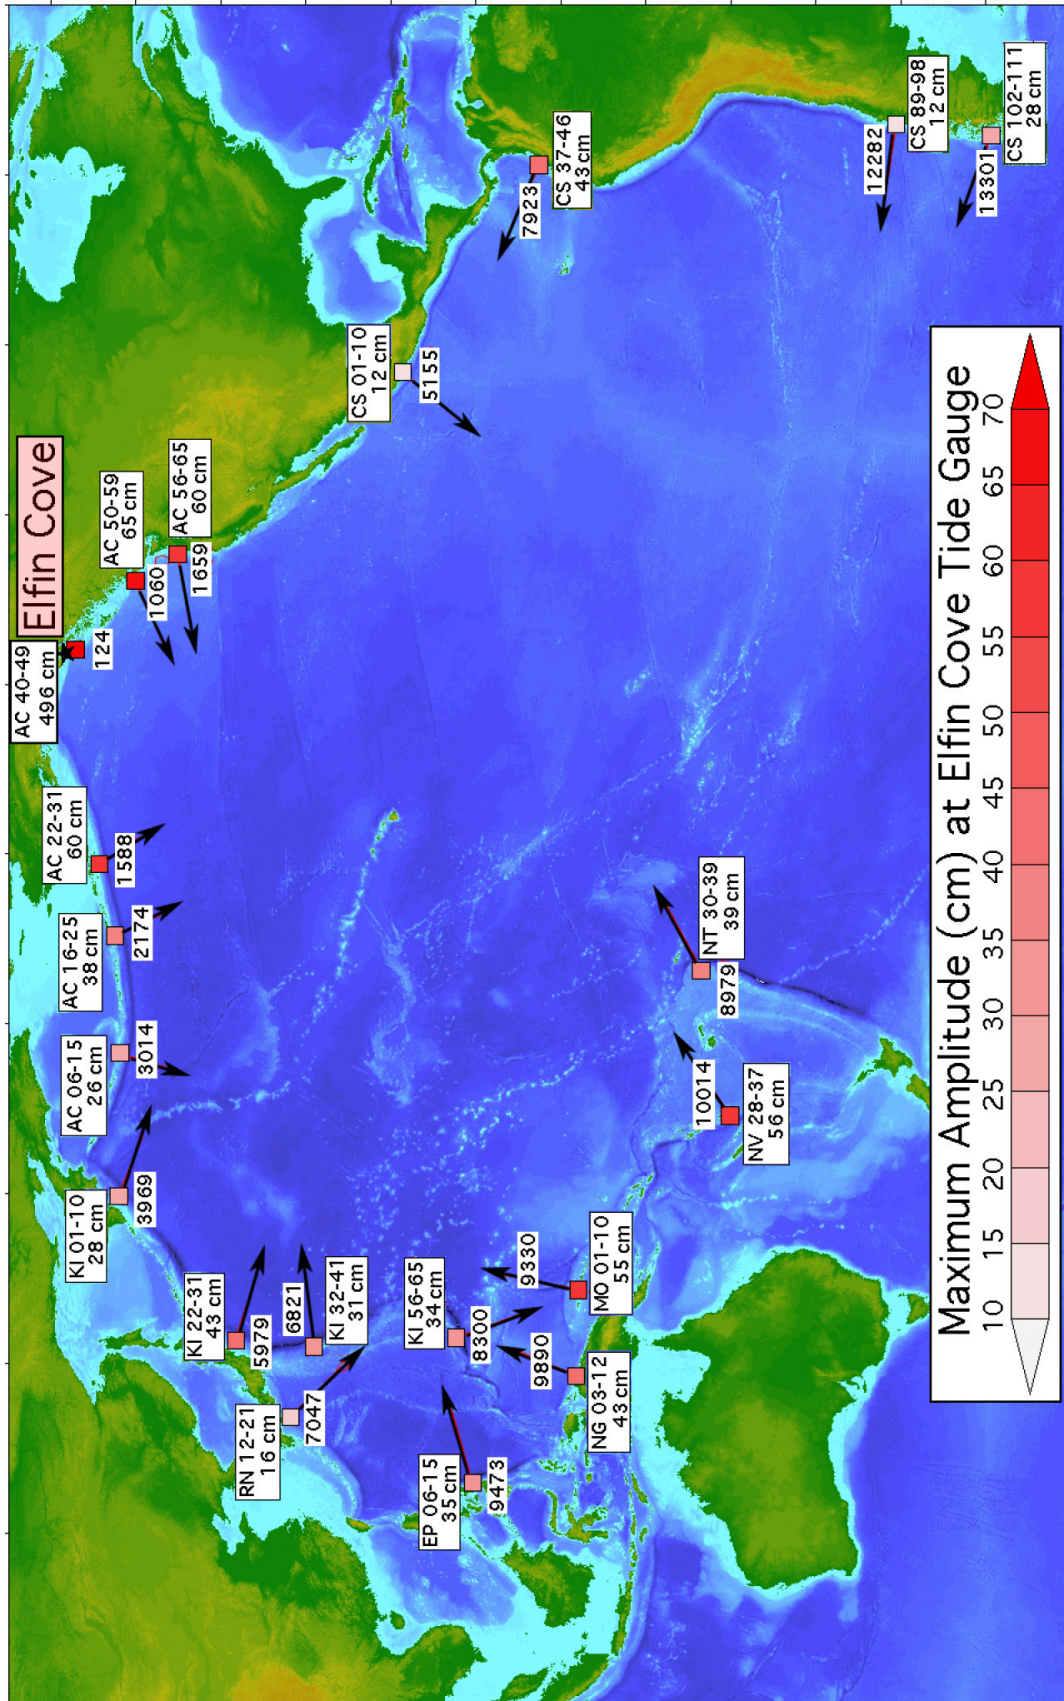 Elfin Cove
AC 40-49
496 cm
124
AC 50-59
65 cm
1060
AC 56-65
60 cm
1659
AC 22-31
60 cm
1588
AC 16-25
38 cm
2174
AC 06-15
26 cm
3014
KI 01-10
28 cm
3969
KI 22-31
43 cm
5979
6821
KI 32-41
31 cm
RN 12-21
16 cm
7047
KI 56-65
34 cm
8300
EP 06-15
35 cm
9473
9890
NG 03-12
43 cm
9330
MO 01-10
55 cm
10014
NV 28-37
56 cm
NT 30-39
39 cm
8979
CS 01-10
12 cm
5155
7923
CS 37-46
43 cm
12282
CS 89-98
12 cm
13301
CS 102-111
28 cm
Maximum Amplitude (cm) at Elfin Cove Tide Gauge
10 15 20 25 30 35 40 45 50 55 60 65 70